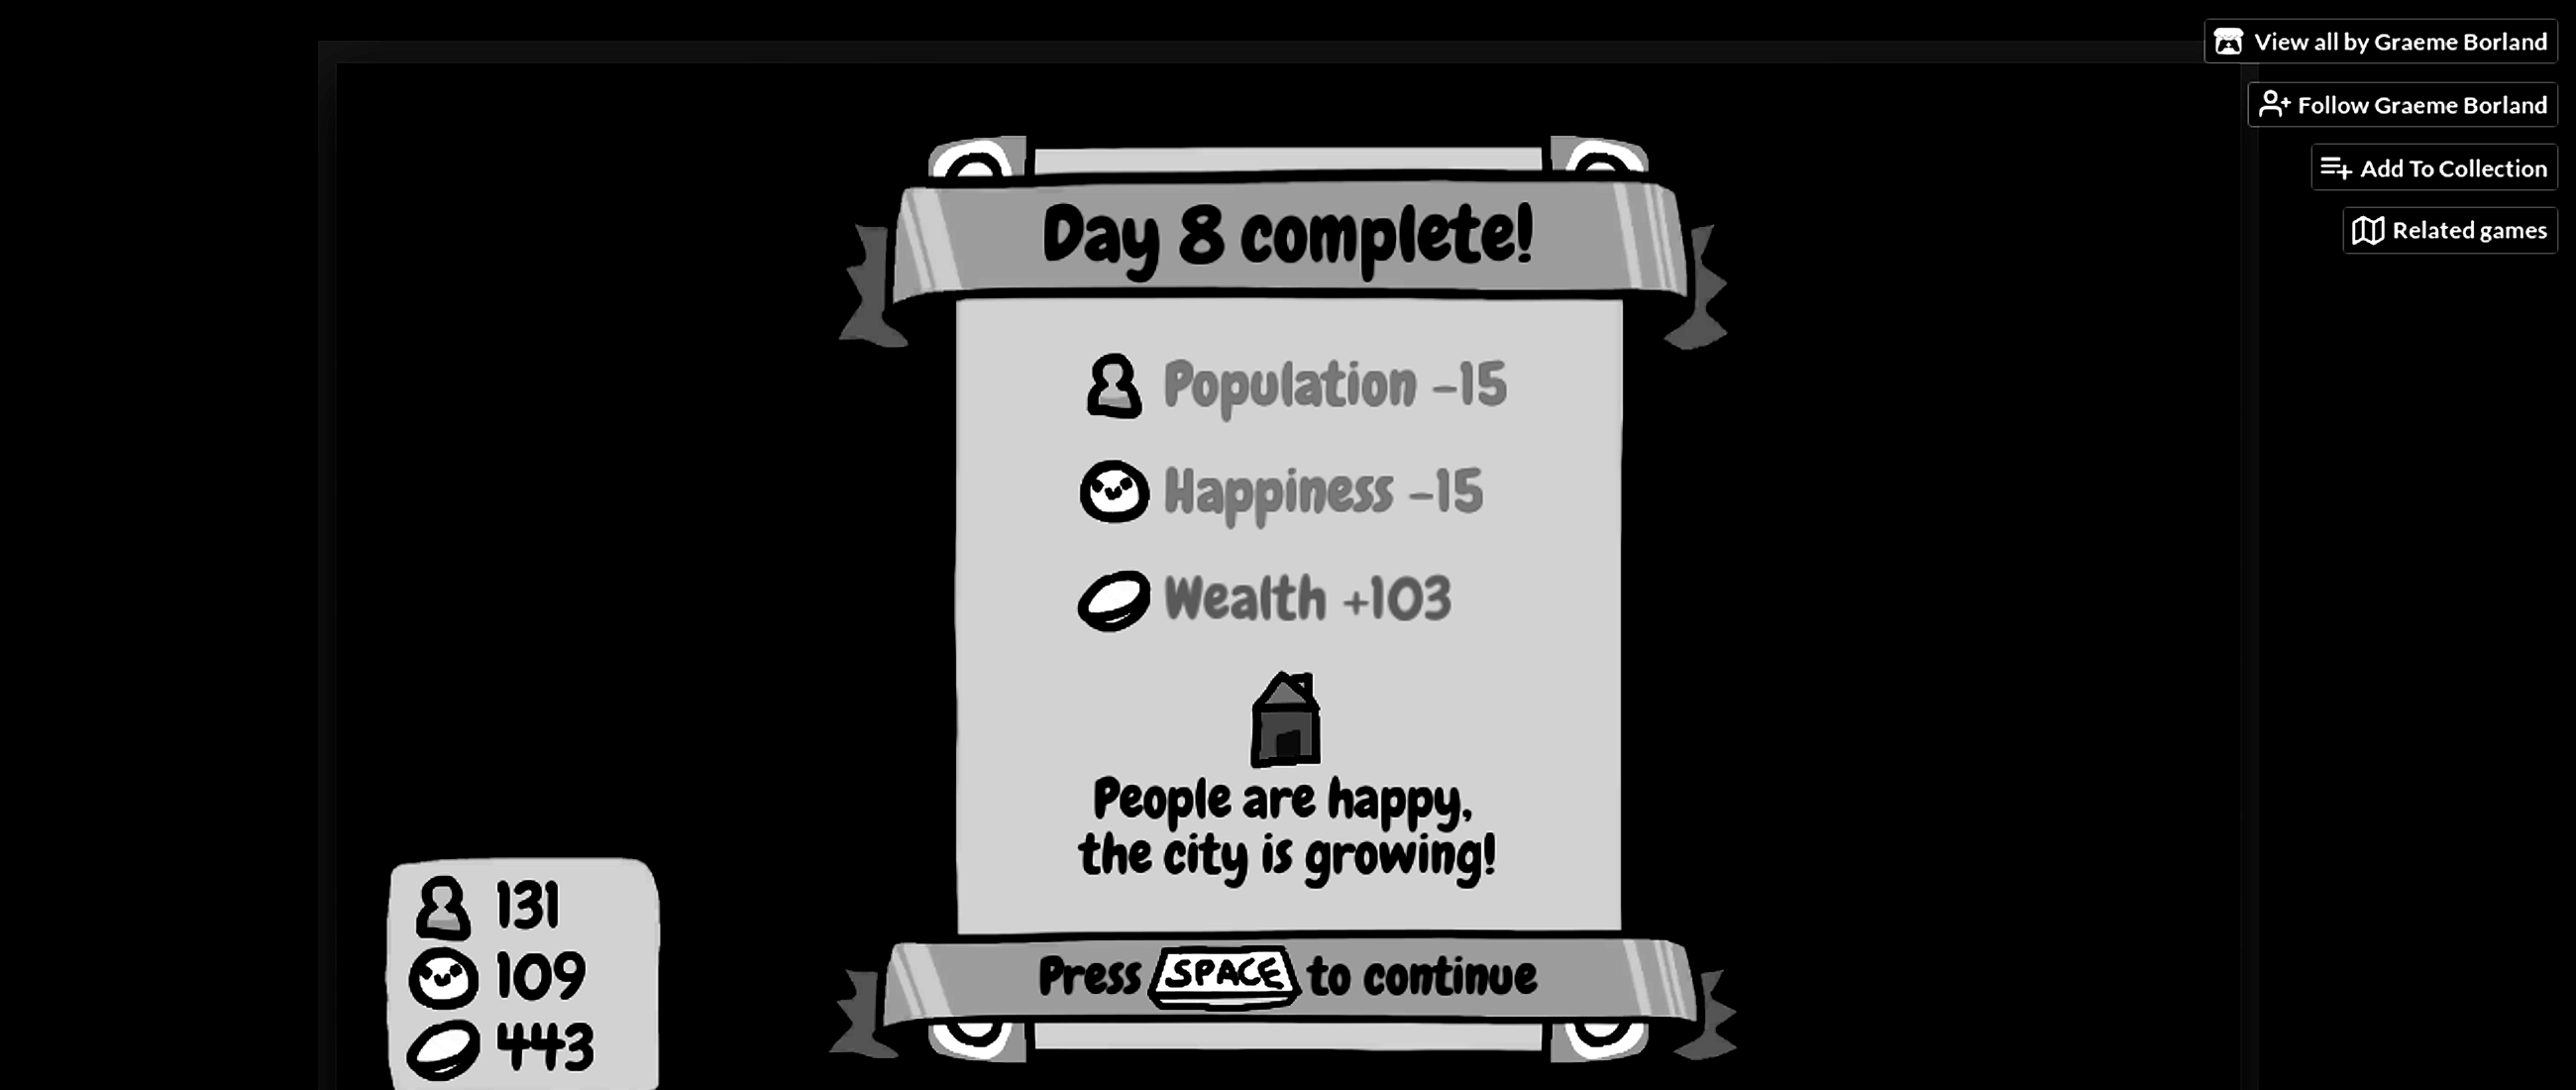 View all by Graeme Borland
Follow Graeme Borland
Add To Collection
Related games
Day 8 complete!
Population -15
Happiness -15
Wealth +103
People are happy,
the city is growing!
Press SPACE to continue
131
109
443